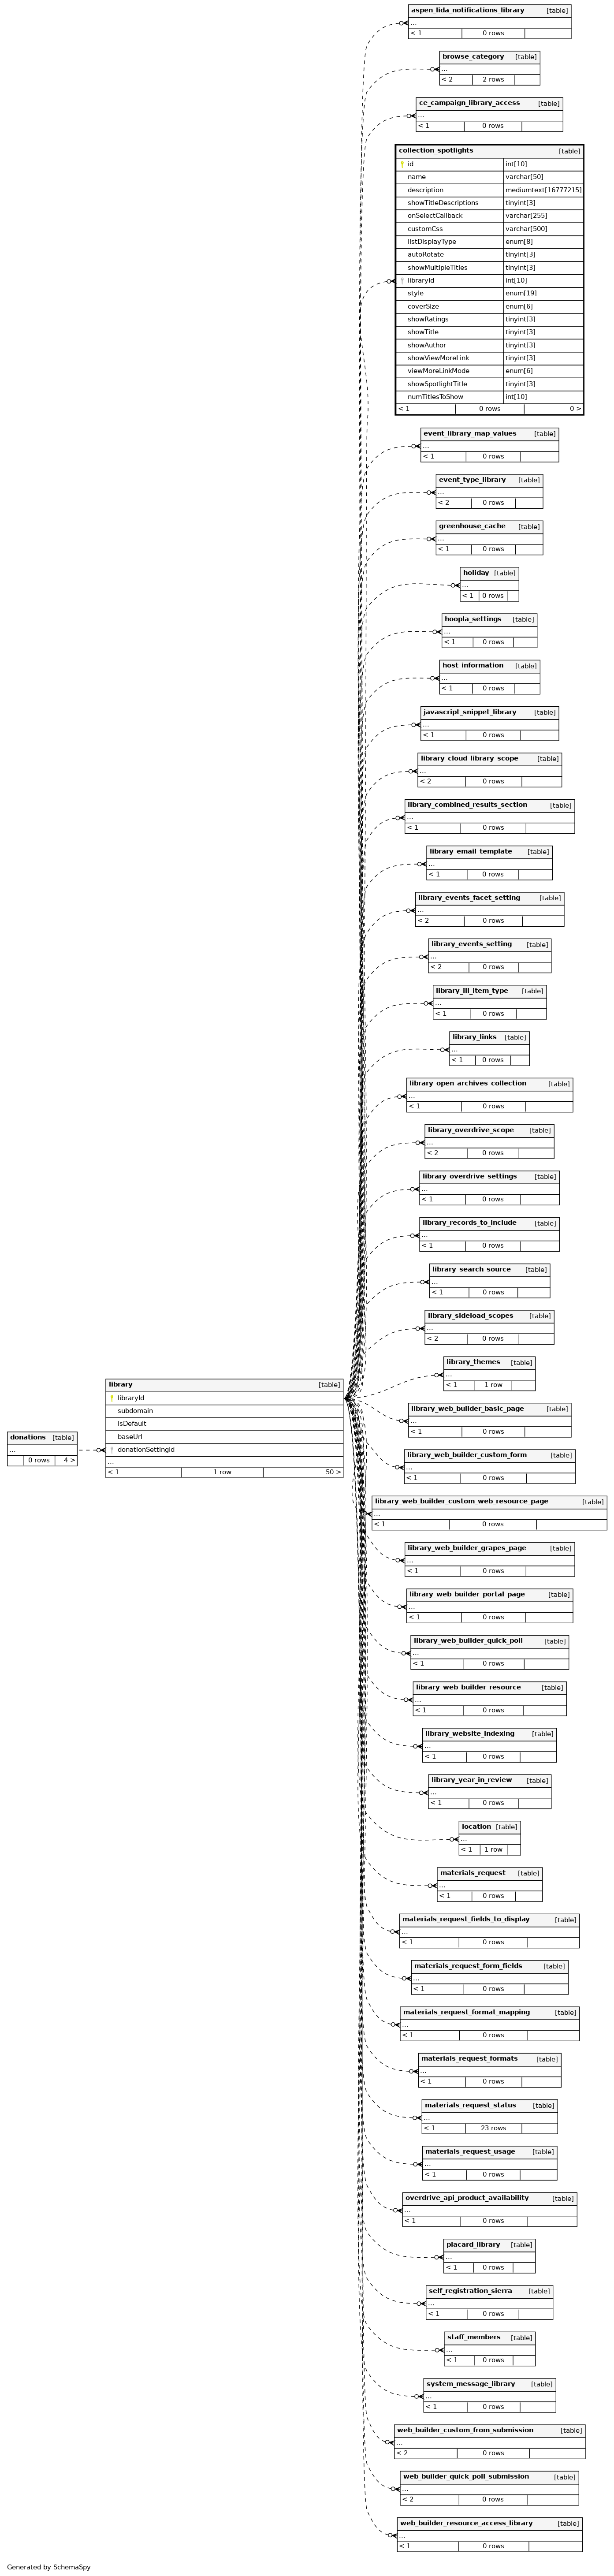 aspen_lida_notifications_library [table]
...
< 1 0 rows
browse_category [table]
...
< 2 2 rows
ce_campaign_library_access [table]
...
< 1 0 rows
collection_spotlights [table]
id int[10]
name varchar[50]
description mediumtext[16777215]
showTitleDescriptions tinyint[3]
onSelectCallback varchar[255]
customCss varchar[500]
listDisplayType enum[8]
autoRotate tinyint[3]
showMultipleTitles tinyint[3]
libraryId int[10]
style enum[19]
coverSize enum[6]
showRatings tinyint[3]
showTitle tinyint[3]
showAuthor tinyint[3]
showViewMoreLink tinyint[3]
viewMoreLinkMode enum[6]
showSpotlightTitle tinyint[3]
numTitlesToShow int[10]
< 1 0 rows 0 >
event_library_map_values [table]
...
< 1 0 rows
event_type_library [table]
...
< 2 0 rows
greenhouse_cache [table]
...
< 1 0 rows
holiday [table]
...
< 1 0 rows
hoopla_settings [table]
...
< 1 0 rows
host_information [table]
...
< 1 0 rows
javascript_snippet_library [table]
...
< 1 0 rows
library_cloud_library_scope [table]
...
< 2 0 rows
library_combined_results_section [table]
...
< 1 0 rows
library_email_template [table]
...
< 1 0 rows
library_events_facet_setting [table]
...
< 2 0 rows
library_events_setting [table]
...
< 2 0 rows
library_ill_item_type [table]
...
< 1 0 rows
library_links [table]
...
< 1 0 rows
library_open_archives_collection [table]
...
< 1 0 rows
library_overdrive_scope [table]
...
< 2 0 rows
library_overdrive_settings [table]
...
< 1 0 rows
library_records_to_include [table]
...
< 1 0 rows
library_search_source [table]
...
< 1 0 rows
library_sideload_scopes [table]
...
< 2 0 rows
library_themes [table]
...
< 1 1 row
library [table]
libraryId
subdomain
isDefault
baseUrl
donationSettingId
...
< 1 1 row 50 >
donations [table]
...
0 rows 4 >
library_web_builder_basic_page [table]
...
< 1 0 rows
library_web_builder_custom_form [table]
...
< 1 0 rows
library_web_builder_custom_web_resource_page [table]
...
< 1 0 rows
library_web_builder_grapes_page [table]
...
< 1 0 rows
library_web_builder_portal_page [table]
...
< 1 0 rows
library_web_builder_quick_poll [table]
...
< 1 0 rows
library_web_builder_resource [table]
...
< 1 0 rows
library_website_indexing [table]
...
< 1 0 rows
library_year_in_review [table]
...
< 1 0 rows
location [table]
...
< 1 1 row
materials_request [table]
...
< 1 0 rows
materials_request_fields_to_display [table]
...
< 1 0 rows
materials_request_form_fields [table]
...
< 1 0 rows
materials_request_format_mapping [table]
...
< 1 0 rows
materials_request_formats [table]
...
< 1 0 rows
materials_request_status [table]
...
< 1 23 rows
materials_request_usage [table]
...
< 1 0 rows
overdrive_api_product_availability [table]
...
< 1 0 rows
placard_library [table]
...
< 1 0 rows
self_registration_sierra [table]
...
< 1 0 rows
staff_members [table]
...
< 1 0 rows
system_message_library [table]
...
< 1 0 rows
web_builder_custom_from_submission [table]
...
< 2 0 rows
web_builder_quick_poll_submission [table]
...
< 2 0 rows
web_builder_resource_access_library [table]
...
< 1 0 rows
Generated by SchemaSpy